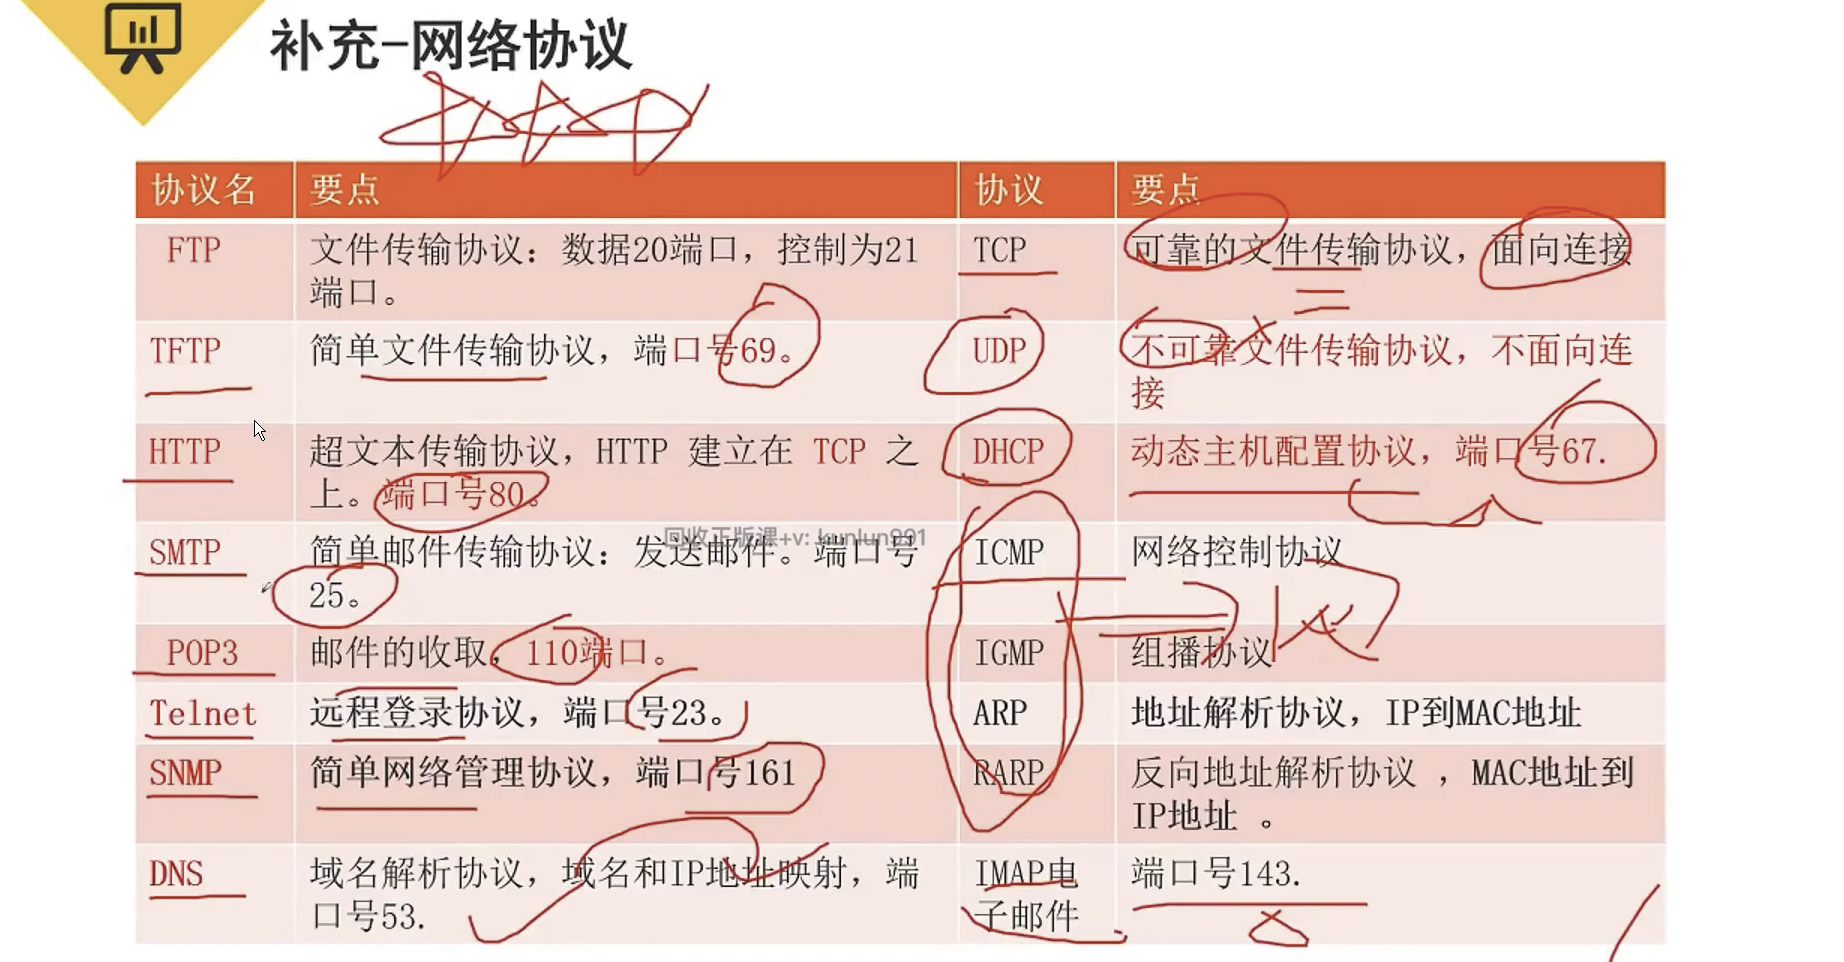 补充-网络协议
协议名 要点 协议 要点
FTP 文件传输协议：数据20端口，控制为21 TCP 可靠的文件传输协议，面向连接
端口。
TFTP 简单文件传输协议，端口号69。 UDP 不可靠文件传输协议，不面向连
接
HTTP 超文本传输协议，HTTP 建立在 TCP 之 DHCP 动态主机配置协议，端口号67.
上。端口号80。
回收正版课+v: kunlun991
SMTP 简单邮件传输协议：发送邮件。端口号 ICMP 网络控制协议
25。
POP3 邮件的收取，110端口。 IGMP 组播协议
Telnet 远程登录协议，端口号23。 ARP 地址解析协议，IP到MAC地址
SNMP 简单网络管理协议，端口号161 RARP 反向地址解析协议 ，MAC地址到
IP地址 。
DNS 域名解析协议，域名和IP地址映射，端 IMAP电 端口号143.
口号53. 子邮件